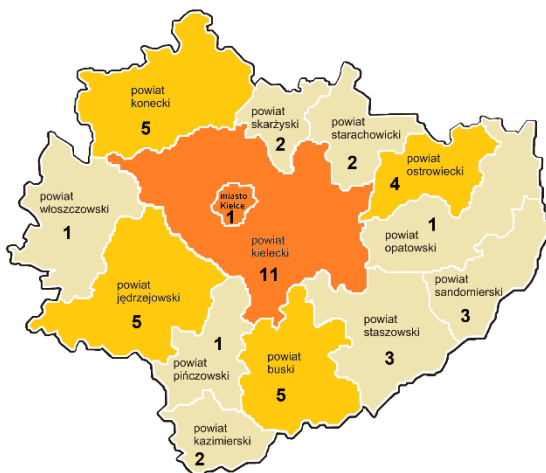 powiat
konecki
5
powiat
skarżyski
2
powiat
starachowicki
2
powiat
ostrowiecki
4
powiat
włoszczowski
1
miasto
Kielce
1
powiat
kielecki
11
1
powiat
opatowski
powiat
sandomierski
3
powiat
jędrzejowski
5
1
powiat
pińczowski
powiat
buski
5
powiat
staszowski
3
powiat
kazimierski
2